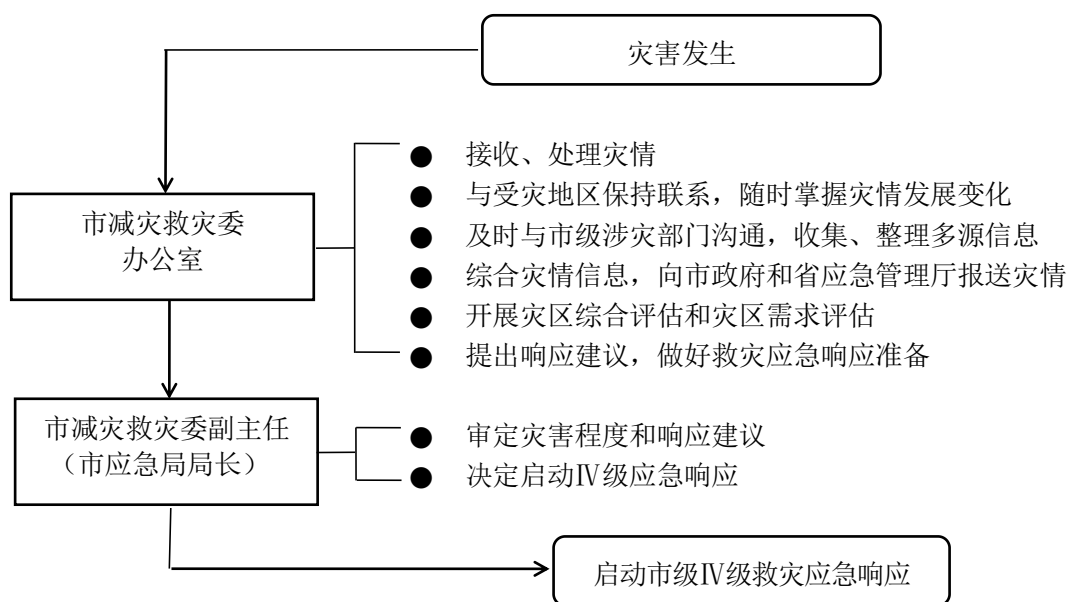 灾害发生
● 接收、处理灾情
● 与受灾地区保持联系，随时掌握灾情发展变化
● 及时与市级涉灾部门沟通，收集、整理多源信息
● 综合灾情信息，向市政府和省应急管理厅报送灾情
● 开展灾区综合评估和灾区需求评估
● 提出响应建议，做好救灾应急响应准备
市减灾救灾委
办公室
市减灾救灾委副主任
（市应急局局长）
● 审定灾害程度和响应建议
● 决定启动Ⅳ级应急响应
启动市级Ⅳ级救灾应急响应